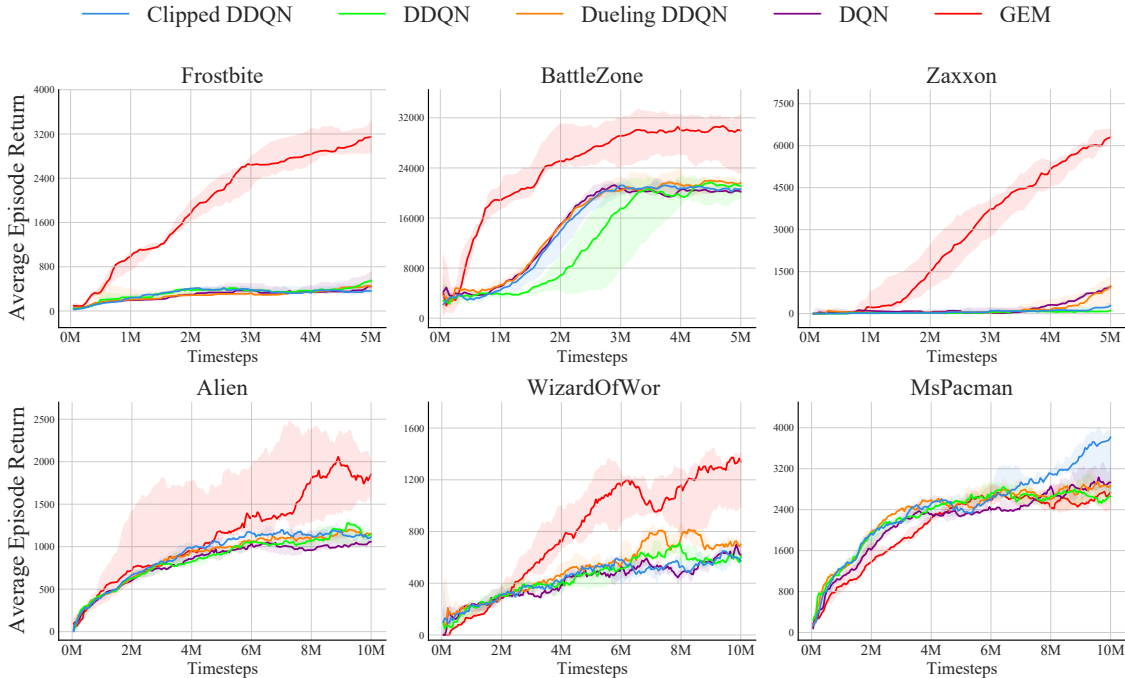 Clipped DDQN DDQN Dueling DDQN DQN GEM
Frostbite BattleZone Zaxxon
Average Episode Return
4000
3200
2400
1600
800
0
0M 1M 2M 3M 4M 5M
Timesteps
32000
24000
16000
8000
0
0M 1M 2M 3M 4M 5M
Timesteps
7500
6000
4500
3000
1500
0
0M 1M 2M 3M 4M 5M
Timesteps
Alien WizardOfWor MsPacman
Average Episode Return
2500
2000
1500
1000
500
0
0M 2M 4M 6M 8M 10M
Timesteps
1600
1200
800
400
0
0M 2M 4M 6M 8M 10M
Timesteps
4000
3200
2400
1600
800
0
0M 2M 4M 6M 8M 10M
Timesteps